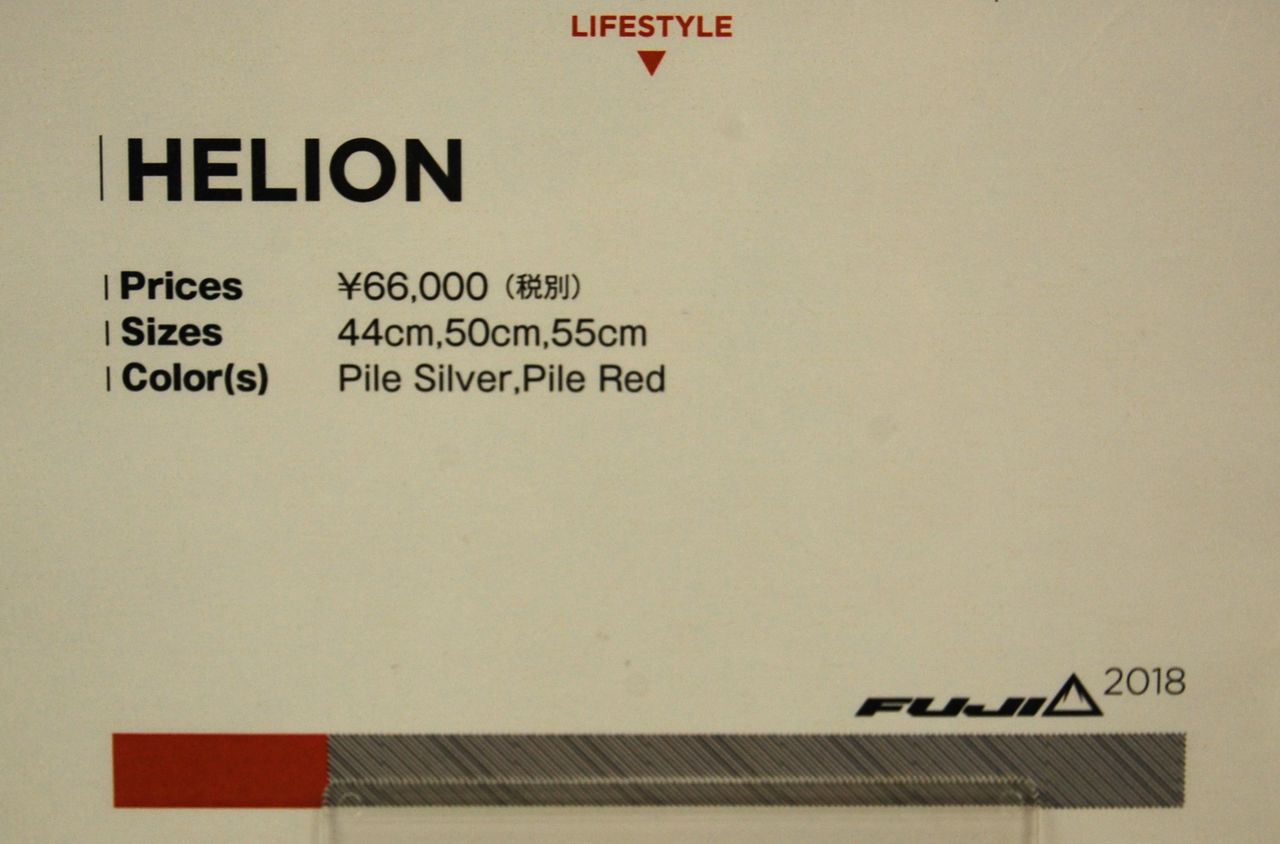 LIFESTYLE
HELION
Prices ¥66,000（税別）
Sizes 44cm,50cm,55cm
Color(s) Pile Silver,Pile Red
FUJI 2018